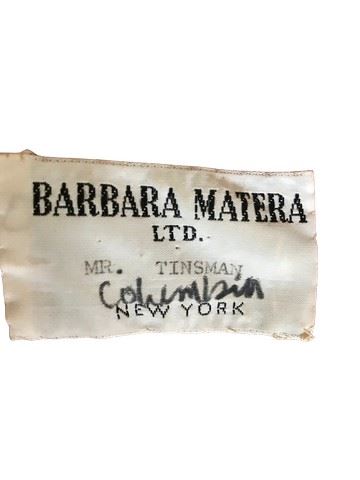 BARBARA MATERA
LTD.
MR. TINSMAN
Columbia
NEW YORK